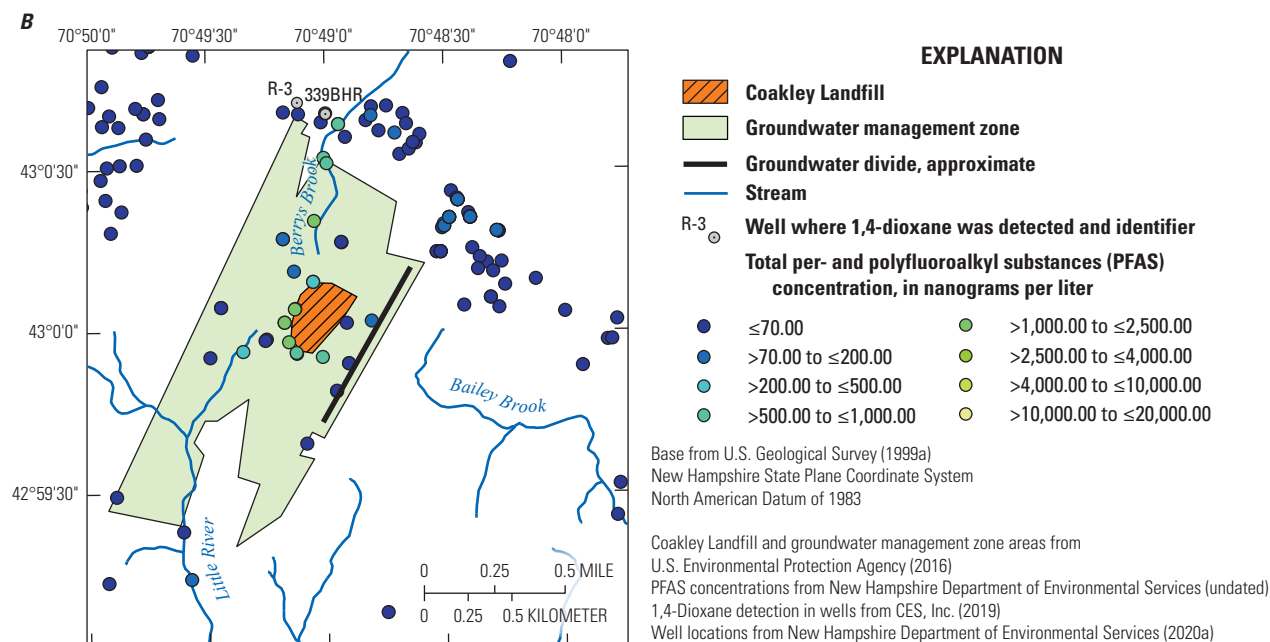 B
70°50'0" 70°49'30" 70°49'0" 70°48'30" 70°48'0"
R-3 339BHR
43°0'30"
Berrys Brook
43°0'0"
Bailey Brook
42°59'30"
Little River
0 0.25 0.5 MILE
0 0.25 0.5 KILOMETER
EXPLANATION
Coakley Landfill
Groundwater management zone
Groundwater divide, approximate
Stream
R-3 Well where 1,4-dioxane was detected and identifier
Total per- and polyfluoroalkyl substances (PFAS)
concentration, in nanograms per liter
≤70.00
>70.00 to ≤200.00
>200.00 to ≤500.00
>500.00 to ≤1,000.00
>1,000.00 to ≤2,500.00
>2,500.00 to ≤4,000.00
>4,000.00 to ≤10,000.00
>10,000.00 to ≤20,000.00
Base from U.S. Geological Survey (1999a)
New Hampshire State Plane Coordinate System
North American Datum of 1983
Coakley Landfill and groundwater management zone areas from
U.S. Environmental Protection Agency (2016)
PFAS concentrations from New Hampshire Department of Environmental Services (undated)
1,4-Dioxane detection in wells from CES, Inc. (2019)
Well locations from New Hampshire Department of Environmental Services (2020a)